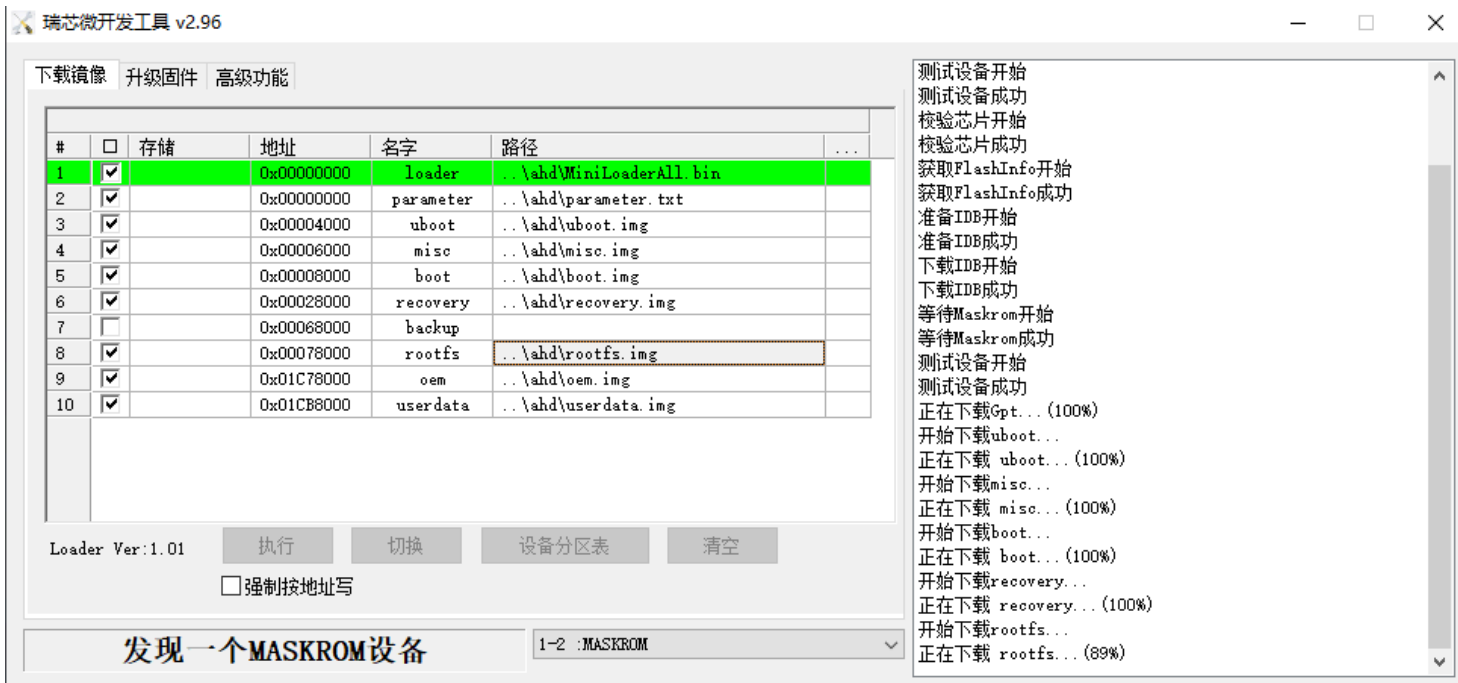 瑞芯微开发工具 v2.96
下载镜像 升级固件 高级功能
# 存储 地址 名字 路径 ...
1 0x00000000 loader ..\ahd\MiniLoaderAll.bin
2 0x00000000 parameter ..\ahd\parameter.txt
3 0x00004000 uboot ..\ahd\uboot.img
4 0x00006000 misc ..\ahd\misc.img
5 0x00008000 boot ..\ahd\boot.img
6 0x00028000 recovery ..\ahd\recovery.img
7 0x00068000 backup
8 0x00078000 rootfs ..\ahd\rootfs.img
9 0x01C78000 oem ..\ahd\oem.img
10 0x01CB8000 userdata ..\ahd\userdata.img
Loader Ver:1.01 执行 切换 设备分区表 清空
强制按地址写
发现一个MASKROM设备 1-2 :MASKROM
测试设备开始
测试设备成功
校验芯片开始
校验芯片成功
获取FlashInfo开始
获取FlashInfo成功
准备IDB开始
准备IDB成功
下载IDB开始
下载IDB成功
等待Maskrom开始
等待Maskrom成功
测试设备开始
测试设备成功
正在下载Gpt...(100%)
开始下载uboot...
正在下载 uboot...(100%)
开始下载misc...
正在下载 misc...(100%)
开始下载boot...
正在下载 boot...(100%)
开始下载recovery...
正在下载 recovery...(100%)
开始下载rootfs...
正在下载 rootfs...(89%)